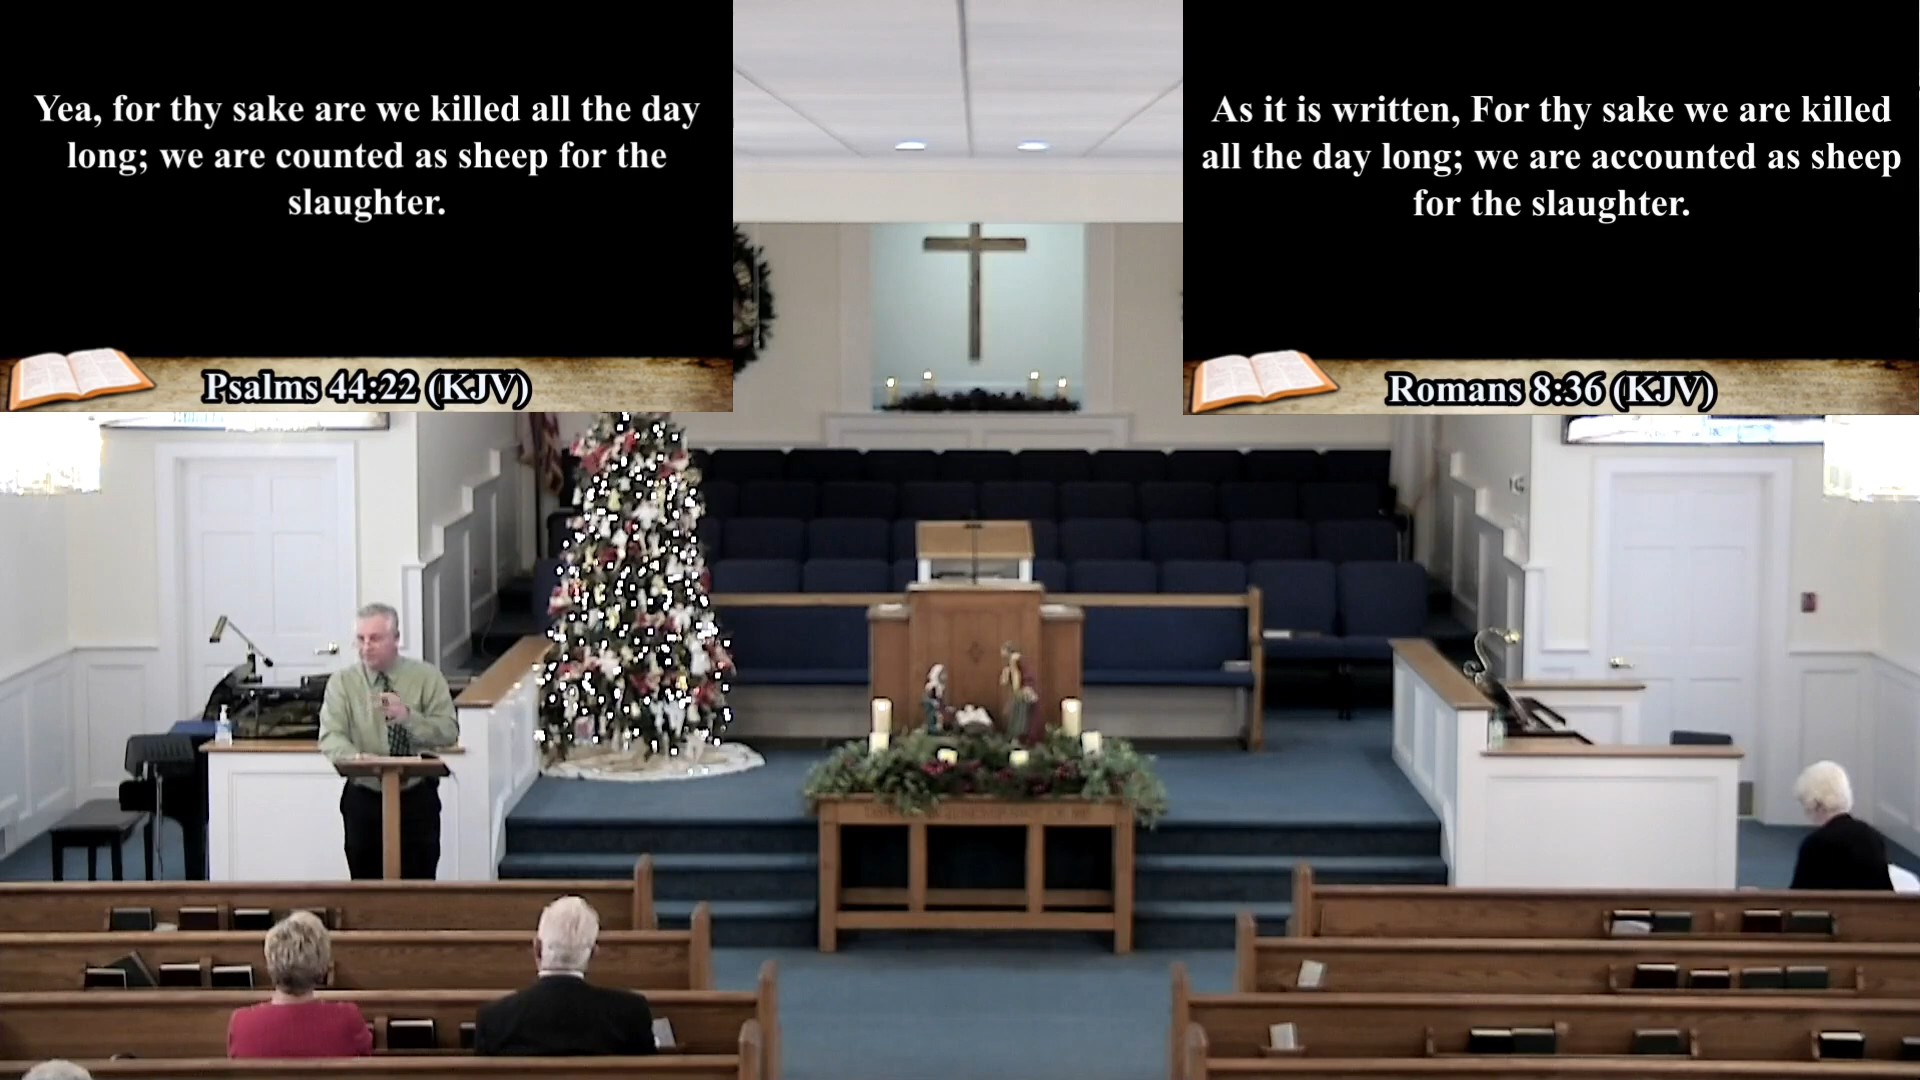 Yea, for thy sake are we killed all the day
long; we are counted as sheep for the
slaughter.
Psalms 44:22 (KJV)
As it is written, For thy sake we are killed
all the day long; we are accounted as sheep
for the slaughter.
Romans 8:36 (KJV)